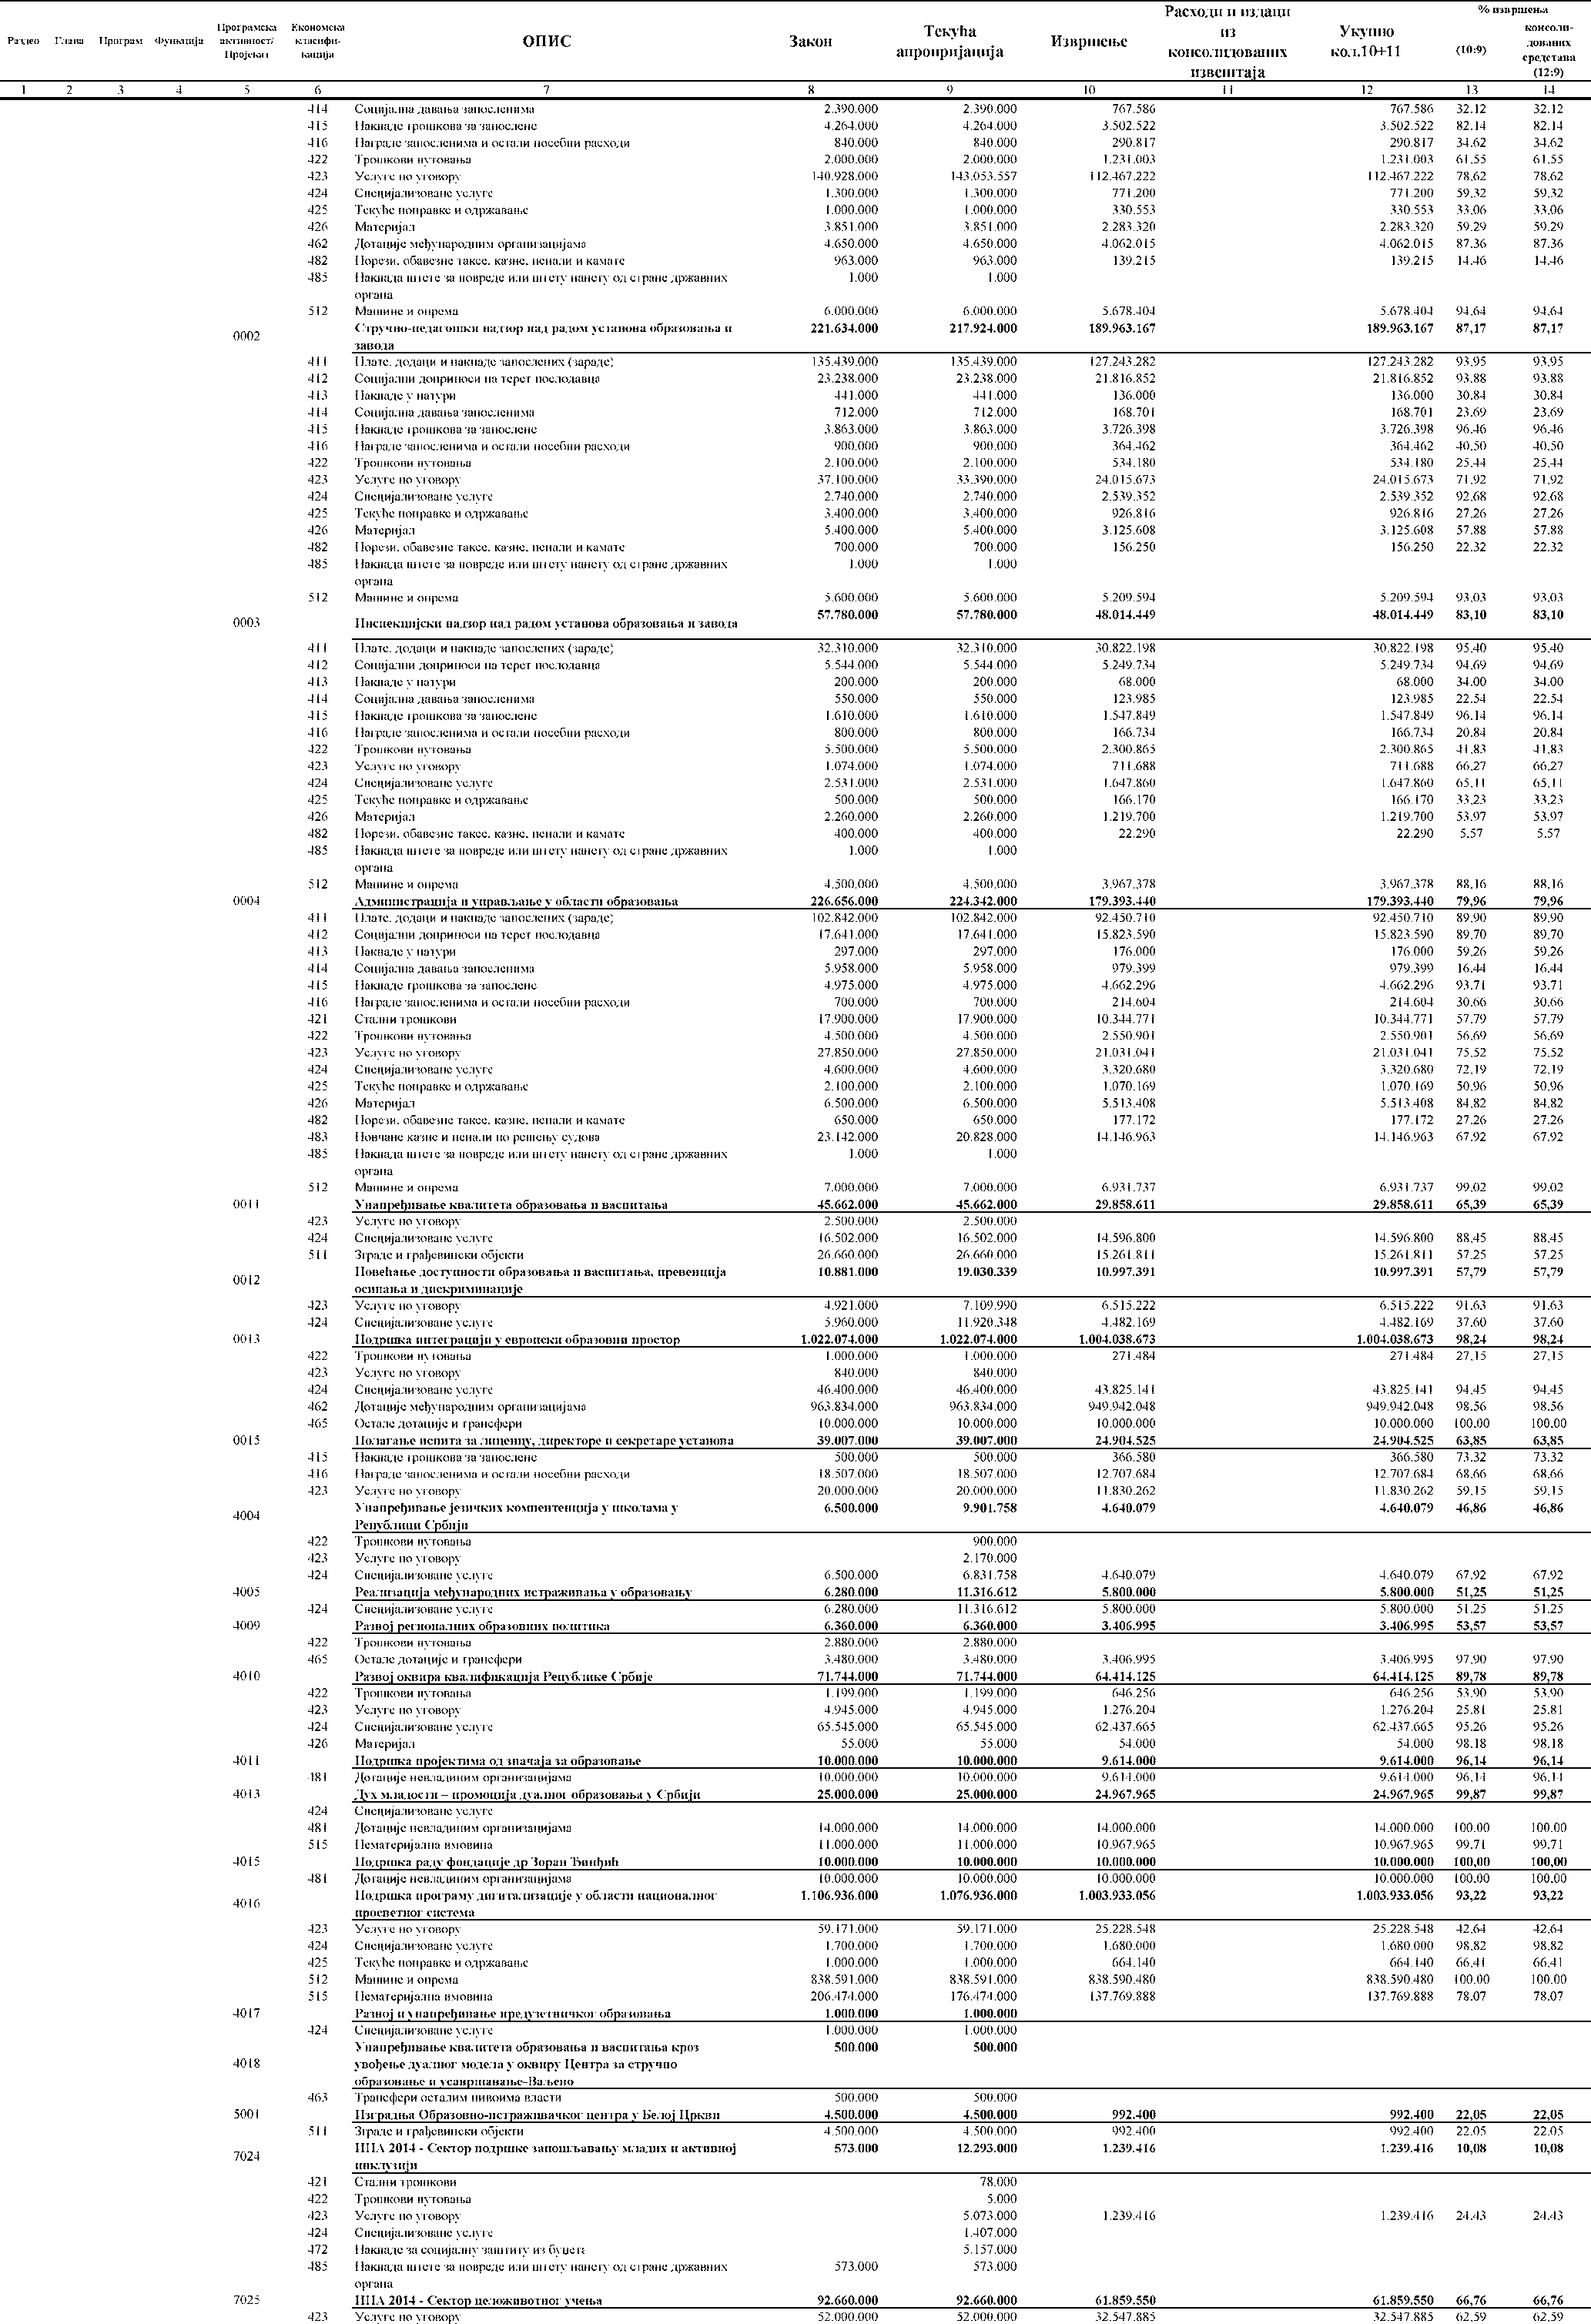 Раздео Глава Програм Функција Програмска активност/ Пројекат Економска класифи-кација ОПИС Закон Текућа апропријација Извршење Расходи и издаци из консолидованих извештаја Укупно кол.10+11 % извршења (10:9) консоли-дованих средстава (12:9)
1 2 3 4 5 6 7 8 9 10 11 12 13 14
414 Социјална давања запосленима 2.390.000 2.390.000 767.586 767.586 32,12 32,12
415 Накнаде трошкова за запослене 4.264.000 4.264.000 3.502.522 3.502.522 82,14 82,14
416 Награде запосленима и остали посебни расходи 840.000 840.000 290.817 290.817 34,62 34,62
422 Трошкови путовања 2.000.000 2.000.000 1.231.003 1.231.003 61,55 61,55
423 Услуге по уговору 140.928.000 143.053.557 112.467.222 112.467.222 78,62 78,62
424 Специјализоване услуге 1.300.000 1.300.000 771.200 771.200 59,32 59,32
425 Текуће поправке и одржавање 1.000.000 1.000.000 330.553 330.553 33,06 33,06
426 Материјал 3.851.000 3.851.000 2.283.320 2.283.320 59,29 59,29
462 Дотације међународним организацијама 4.650.000 4.650.000 4.062.015 4.062.015 87,36 87,36
482 Порези, обавезне таксе, казне, пенали и камате 963.000 963.000 139.215 139.215 14,46 14,46
485 Накнада штете за повреде или штету нанету од стране државних 1.000 1.000
органа
512 Машине и опрема 6.000.000 6.000.000 5.678.404 5.678.404 94,64 94,64
0002 Стручно-педагошки надзор над радом установа образовања и 221.634.000 217.924.000 189.963.167 189.963.167 87,17 87,17
завода
411 Плате, додаци и накнаде запослених (зараде) 135.439.000 135.439.000 127.243.282 127.243.282 93,95 93,95
412 Социјални доприноси на терет послодавца 23.238.000 23.238.000 21.816.852 21.816.852 93,88 93,88
413 Накнаде у натури 441.000 441.000 136.000 136.000 30,84 30,84
414 Социјална давања запосленима 712.000 712.000 168.701 168.701 23,69 23,69
415 Накнаде трошкова за запослене 3.863.000 3.863.000 3.726.398 3.726.398 96,46 96,46
416 Награде запосленима и остали посебни расходи 900.000 900.000 364.462 364.462 40,50 40,50
422 Трошкови путовања 2.100.000 2.100.000 534.180 534.180 25,44 25,44
423 Услуге по уговору 37.100.000 33.390.000 24.015.673 24.015.673 71,92 71,92
424 Специјализоване услуге 2.740.000 2.740.000 2.539.352 2.539.352 92,68 92,68
425 Текуће поправке и одржавање 3.400.000 3.400.000 926.816 926.816 27,26 27,26
426 Материјал 5.400.000 5.400.000 3.125.608 3.125.608 57,88 57,88
482 Порези, обавезне таксе, казне, пенали и камате 700.000 700.000 156.250 156.250 22,32 22,32
485 Накнада штете за повреде или штету нанету од стране државних 1.000 1.000
органа
512 Машине и опрема 5.600.000 5.600.000 5.209.594 5.209.594 93,03 93,03
0003 Инспекцијски надзор над радом установа образовања и завода 57.780.000 57.780.000 48.014.449 48.014.449 83,10 83,10
411 Плате, додаци и накнаде запослених (зараде) 32.310.000 32.310.000 30.822.198 30.822.198 95,40 95,40
412 Социјални доприноси на терет послодавца 5.544.000 5.544.000 5.249.734 5.249.734 94,69 94,69
413 Накнаде у натури 200.000 200.000 68.000 68.000 34,00 34,00
414 Социјална давања запосленима 550.000 550.000 123.985 123.985 22,54 22,54
415 Накнаде трошкова за запослене 1.610.000 1.610.000 1.547.849 1.547.849 96,14 96,14
416 Награде запосленима и остали посебни расходи 800.000 800.000 166.734 166.734 20,84 20,84
422 Трошкови путовања 5.500.000 5.500.000 2.300.865 2.300.865 41,83 41,83
423 Услуге по уговору 1.074.000 1.074.000 711.688 711.688 66,27 66,27
424 Специјализоване услуге 2.531.000 2.531.000 1.647.860 1.647.860 65,11 65,11
425 Текуће поправке и одржавање 500.000 500.000 166.170 166.170 33,23 33,23
426 Материјал 2.260.000 2.260.000 1.219.700 1.219.700 53,97 53,97
482 Порези, обавезне таксе, казне, пенали и камате 400.000 400.000 22.290 22.290 5,57 5,57
485 Накнада штете за повреде или штету нанету од стране државних 1.000 1.000
органа
512 Машине и опрема 4.500.000 4.500.000 3.967.378 3.967.378 88,16 88,16
0004 Администрација и управљање у области образовања 226.656.000 224.342.000 179.393.440 179.393.440 79,96 79,96
411 Плате, додаци и накнаде запослених (зараде) 102.842.000 102.842.000 92.450.710 92.450.710 89,90 89,90
412 Социјални доприноси на терет послодавца 17.641.000 17.641.000 15.823.590 15.823.590 89,70 89,70
413 Накнаде у натури 297.000 297.000 176.000 176.000 59,26 59,26
414 Социјална давања запосленима 5.958.000 5.958.000 979.399 979.399 16,44 16,44
415 Накнаде трошкова за запослене 4.975.000 4.975.000 4.662.296 4.662.296 93,71 93,71
416 Награде запосленима и остали посебни расходи 700.000 700.000 214.604 214.604 30,66 30,66
421 Стални трошкови 17.900.000 17.900.000 10.344.771 10.344.771 57,79 57,79
422 Трошкови путовања 4.500.000 4.500.000 2.550.901 2.550.901 56,69 56,69
423 Услуге по уговору 27.850.000 27.850.000 21.031.041 21.031.041 75,52 75,52
424 Специјализоване услуге 4.600.000 4.600.000 3.320.680 3.320.680 72,19 72,19
425 Текуће поправке и одржавање 2.100.000 2.100.000 1.070.169 1.070.169 50,96 50,96
426 Материјал 6.500.000 6.500.000 5.513.408 5.513.408 84,82 84,82
482 Порези, обавезне таксе, казне, пенали и камате 650.000 650.000 177.172 177.172 27,26 27,26
483 Новчане казне и пенали по решењу судова 23.142.000 20.828.000 14.146.963 14.146.963 67,92 67,92
485 Накнада штете за повреде или штету нанету од стране државних 1.000 1.000
органа
512 Машине и опрема 7.000.000 7.000.000 6.931.737 6.931.737 99,02 99,02
0011 Унапређивање квалитета образовања и васпитања 45.662.000 45.662.000 29.858.611 29.858.611 65,39 65,39
423 Услуге по уговору 2.500.000 2.500.000
424 Специјализоване услуге 16.502.000 16.502.000 14.596.800 14.596.800 88,45 88,45
511 Зграде и грађевински објекти 26.660.000 26.660.000 15.261.811 15.261.811 57,25 57,25
0012 Повећање доступности образовања и васпитања, превенција 10.881.000 19.030.339 10.997.391 10.997.391 57,79 57,79
осипања и дискриминације
423 Услуге по уговору 4.921.000 7.109.990 6.515.222 6.515.222 91,63 91,63
424 Специјализоване услуге 5.960.000 11.920.348 4.482.169 4.482.169 37,60 37,60
0013 Подршка интеграцији у европски образовни простор 1.022.074.000 1.022.074.000 1.004.038.673 1.004.038.673 98,24 98,24
422 Трошкови путовања 1.000.000 1.000.000 271.484 271.484 27,15 27,15
423 Услуге по уговору 840.000 840.000
424 Специјализоване услуге 46.400.000 46.400.000 43.825.141 43.825.141 94,45 94,45
462 Дотације међународним организацијама 963.834.000 963.834.000 949.942.048 949.942.048 98,56 98,56
465 Остале дотације и трансфери 10.000.000 10.000.000 10.000.000 10.000.000 100,00 100,00
0015 Полагање испита за лиценцу, директоре и секретаре установа 39.007.000 39.007.000 24.904.525 24.904.525 63,85 63,85
415 Накнаде трошкова за запослене 500.000 500.000 366.580 366.580 73,32 73,32
416 Награде запосленима и остали посебни расходи 18.507.000 18.507.000 12.707.684 12.707.684 68,66 68,66
423 Услуге по уговору 20.000.000 20.000.000 11.830.262 11.830.262 59,15 59,15
4004 Унапређивање језичких компентенција у школама у 6.500.000 9.901.758 4.640.079 4.640.079 46,86 46,86
Републици Србији
422 Трошкови путовања 900.000
423 Услуге по уговору 2.170.000
424 Специјализоване услуге 6.500.000 6.831.758 4.640.079 4.640.079 67,92 67,92
4005 Реализација међународних истраживања у образовању 6.280.000 11.316.612 5.800.000 5.800.000 51,25 51,25
424 Специјализоване услуге 6.280.000 11.316.612 5.800.000 5.800.000 51,25 51,25
4009 Развој регионалних образовних политика 6.360.000 6.360.000 3.406.995 3.406.995 53,57 53,57
422 Трошкови путовања 2.880.000 2.880.000
465 Остале дотације и трансфери 3.480.000 3.480.000 3.406.995 3.406.995 97,90 97,90
4010 Развој оквира квалификација Републике Србије 71.744.000 71.744.000 64.414.125 64.414.125 89,78 89,78
422 Трошкови путовања 1.199.000 1.199.000 646.256 646.256 53,90 53,90
423 Услуге по уговору 4.945.000 4.945.000 1.276.204 1.276.204 25,81 25,81
424 Специјализоване услуге 65.545.000 65.545.000 62.437.665 62.437.665 95,26 95,26
426 Материјал 55.000 55.000 54.000 54.000 98,18 98,18
4011 Подршка пројектима од значаја за образовање 10.000.000 10.000.000 9.614.000 9.614.000 96,14 96,14
481 Дотације невладиним организацијама 10.000.000 10.000.000 9.614.000 9.614.000 96,14 96,14
4013 Дух младости – промоција дуалног образовања у Србији 25.000.000 25.000.000 24.967.965 24.967.965 99,87 99,87
424 Специјализоване услуге
481 Дотације невладиним организацијама 14.000.000 14.000.000 14.000.000 14.000.000 100,00 100,00
515 Нематеријална имовина 11.000.000 11.000.000 10.967.965 10.967.965 99,71 99,71
4015 Подршка раду фондације др Зоран Ђинђић 10.000.000 10.000.000 10.000.000 10.000.000 100,00 100,00
481 Дотације невладиним организацијама 10.000.000 10.000.000 10.000.000 10.000.000 100,00 100,00
4016 Подршка програму дигитализације у области националног 1.106.936.000 1.076.936.000 1.003.933.056 1.003.933.056 93,22 93,22
просветног система
423 Услуге по уговору 59.171.000 59.171.000 25.228.548 25.228.548 42,64 42,64
424 Специјализоване услуге 1.700.000 1.700.000 1.680.000 1.680.000 98,82 98,82
425 Текуће поправке и одржавање 1.000.000 1.000.000 664.140 664.140 66,41 66,41
512 Машине и опрема 838.591.000 838.591.000 838.590.480 838.590.480 100,00 100,00
515 Нематеријална имовина 206.474.000 176.474.000 137.769.888 137.769.888 78,07 78,07
4017 Развој и унапређивање предузетничког образовања 1.000.000 1.000.000
424 Специјализоване услуге 1.000.000 1.000.000
Унапређивање квалитета образовања и васпитања кроз 500.000 500.000
4018 увођење дуалног модела у оквиру Центра за стручно
образовање и усавршавање-Ваљево
463 Трансфери осталим нивоима власти 500.000 500.000
5001 Изградња Образовно-истраживачког центра у Белој Цркви 4.500.000 4.500.000 992.400 992.400 22,05 22,05
511 Зграде и грађевински објекти 4.500.000 4.500.000 992.400 992.400 22,05 22,05
7024 ИПА 2014 - Сектор подршке запошљавању младих и активној 573.000 12.293.000 1.239.416 1.239.416 10,08 10,08
инклузији
421 Стални трошкови 78.000
422 Трошкови путовања 5.000
423 Услуге по уговору 5.073.000 1.239.416 1.239.416 24,43 24,43
424 Специјализоване услуге 1.407.000
472 Накнаде за социјалну заштиту из буџета 5.157.000
485 Накнада штете за повреде или штету нанету од стране државних 573.000 573.000
органа
7025 ИПА 2014 - Сектор целоживотног учења 92.660.000 92.660.000 61.859.550 61.859.550 66,76 66,76
423 Услуге по уговору 52.000.000 52.000.000 32.547.885 32.547.885 62,59 62,59